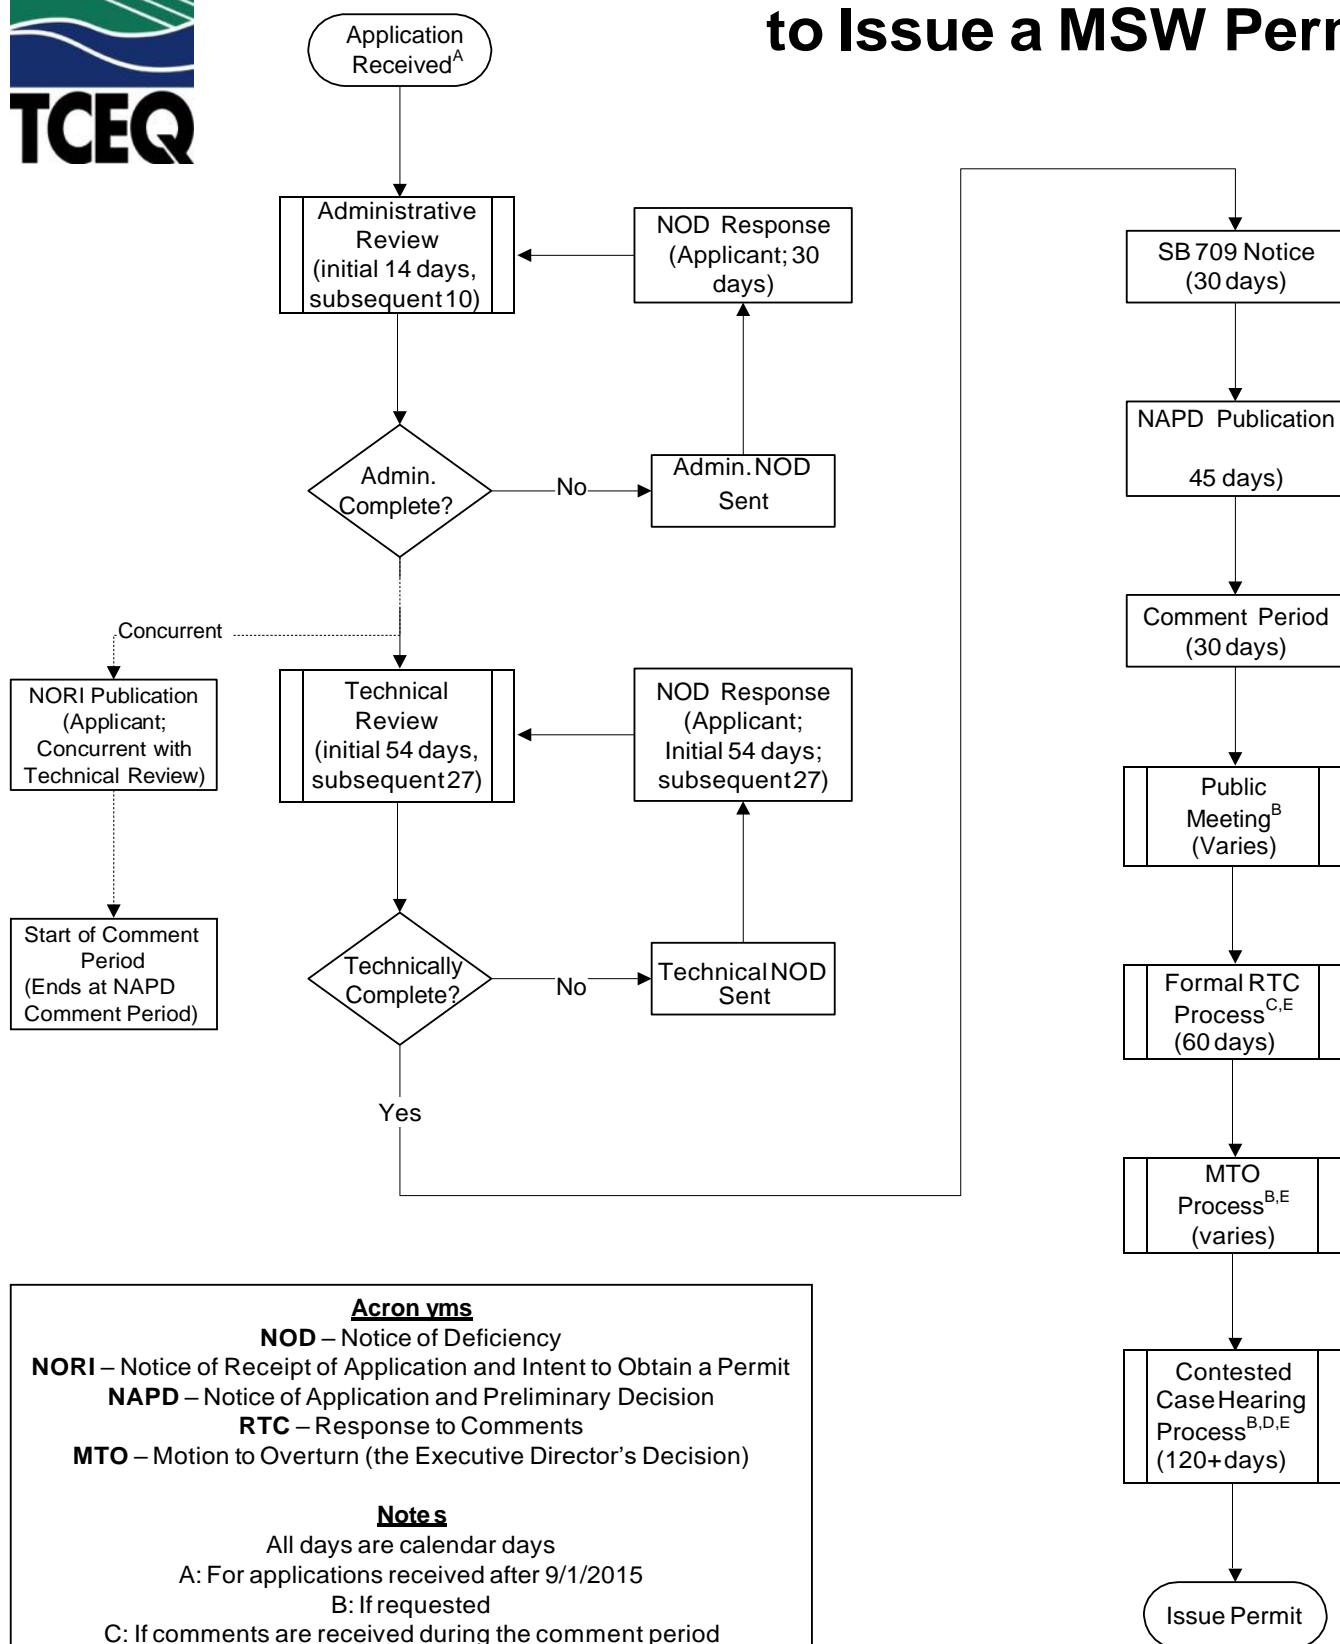 TCEQ
to Issue a MSW Perm
Application
Received^A
Administrative
Review
(initial 14 days,
subsequent 10)
NOD Response
(Applicant; 30
days)
Admin.
Complete?
No
Admin. NOD
Sent
Concurrent
NORI Publication
(Applicant;
Concurrent with
Technical Review)
Start of Comment
Period
(Ends at NAPD
Comment Period)
Technical
Review
(initial 54 days,
subsequent 27)
NOD Response
(Applicant;
Initial 54 days;
subsequent 27)
Technically
Complete?
No
Technical NOD
Sent
Yes
SB 709 Notice
(30 days)
NAPD Publication
45 days)
Comment Period
(30 days)
Public
Meeting^B
(Varies)
Formal RTC
Process^C,E
(60 days)
MTO
Process^B,E
(varies)
Contested
Case Hearing
Process^B,D,E
(120+ days)
Issue Permit
Acronyms
NOD – Notice of Deficiency
NORI – Notice of Receipt of Application and Intent to Obtain a Permit
NAPD – Notice of Application and Preliminary Decision
RTC – Response to Comments
MTO – Motion to Overturn (the Executive Director's Decision)
Notes
All days are calendar days
A: For applications received after 9/1/2015
B: If requested
C: If comments are received during the comment period